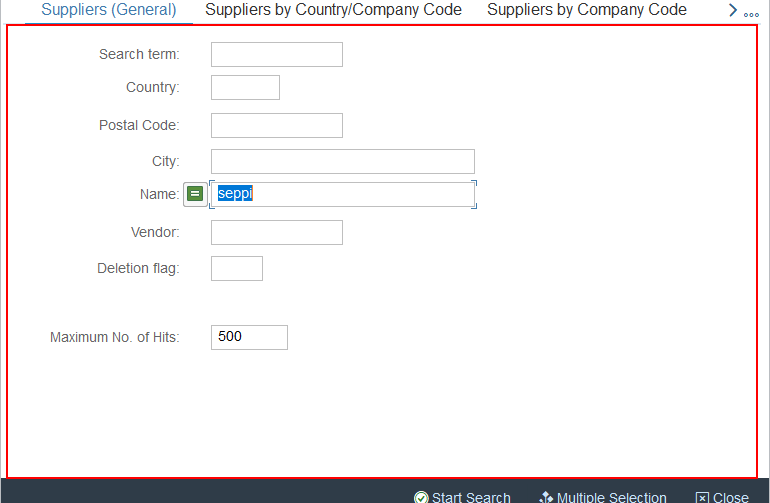 Suppliers (General) Suppliers by Country/Company Code Suppliers by Company Code
Search term:
Country:
Postal Code:
City:
Name: seppi
Vendor:
Deletion flag:
Maximum No. of Hits: 500
Start Search Multiple Selection Close